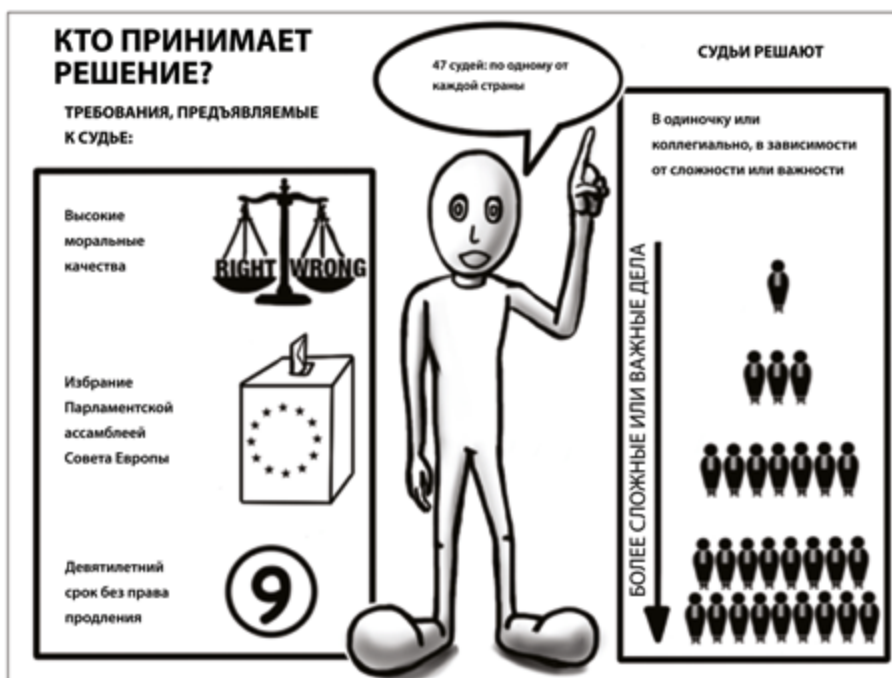 КТО ПРИНИМАЕТ
РЕШЕНИЕ?
ТРЕБОВАНИЯ, ПРЕДЪЯВЛЯЕМЫЕ
К СУДЬЕ:
Высокие
моральные
качества
RIGHT WRONG
Избрание
Парламентской
ассамблеей
Совета Европы
Девятилетний
срок без права
продления
9
47 судей: по одному от
каждой страны
СУДЬИ РЕШАЮТ
В одиночку или
коллегиально, в зависимости
от сложности или важности
БОЛЕЕ СЛОЖНЫЕ ИЛИ ВАЖНЫЕ ДЕЛА